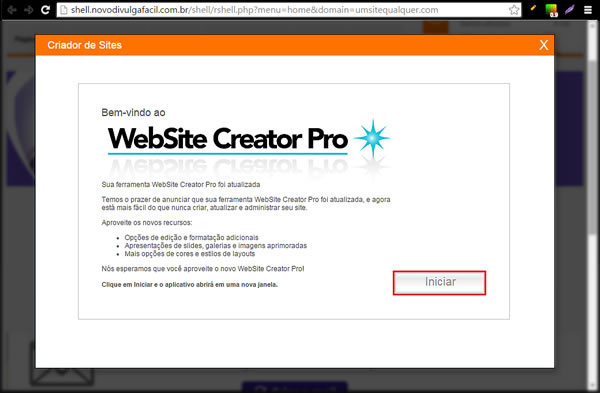 shell.novodivulgafacil.com.br/shell/rshell.php?menu=home&domain=umsitequalquer.com
Criador de Sites
X
Bem-vindo ao
WebSite Creator Pro
Sua ferramenta WebSite Creator Pro foi atualizada
Temos o prazer de anunciar que sua ferramenta WebSite Creator Pro foi atualizada, e agora
está mais fácil do que nunca criar, atualizar e administrar seu site.
Aproveite os novos recursos:
• Opções de edição e formatação adicionais
• Apresentações de slides, galerias e imagens aprimoradas
• Mais opções de cores e estilos de layouts
Nós esperamos que você aproveite o novo WebSite Creator Pro!
Clique em Iniciar e o aplicativo abrirá em uma nova janela.
Iniciar